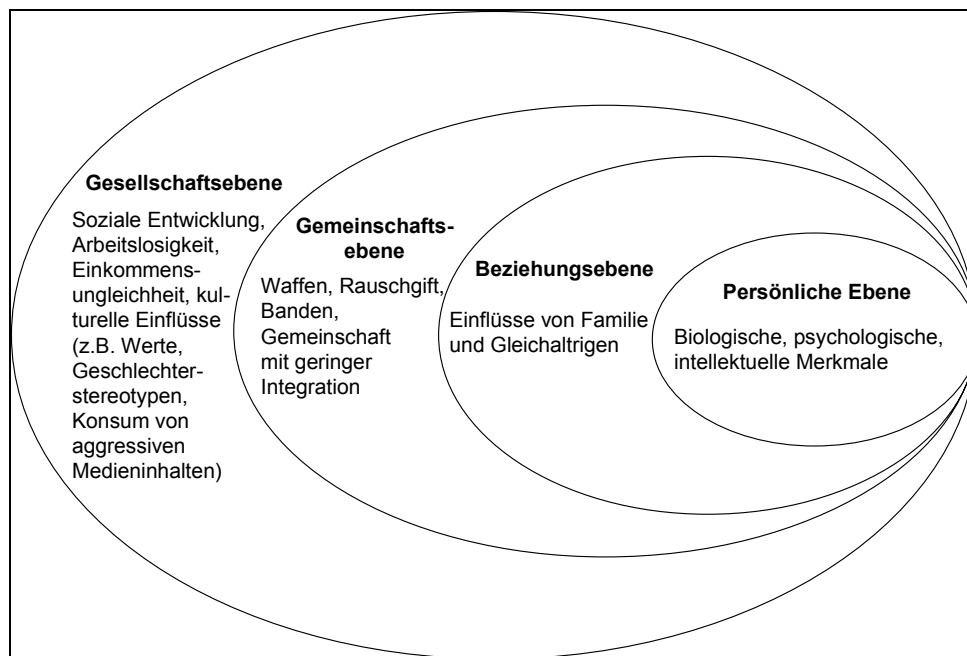 Gesellschaftsebene
Soziale Entwicklung,
Arbeitslosigkeit,
Einkommens-
ungleichheit, kul-
turelle Einflüsse
(z.B. Werte,
Geschlechter-
stereotypen,
Konsum von
aggressiven
Medieninhalten)
Gemeinschafts-
ebene
Waffen, Rauschgift,
Banden,
Gemeinschaft
mit geringer
Integration
Beziehungsebene
Einflüsse von Familie
und Gleichaltrigen
Persönliche Ebene
Biologische, psychologische,
intellektuelle Merkmale